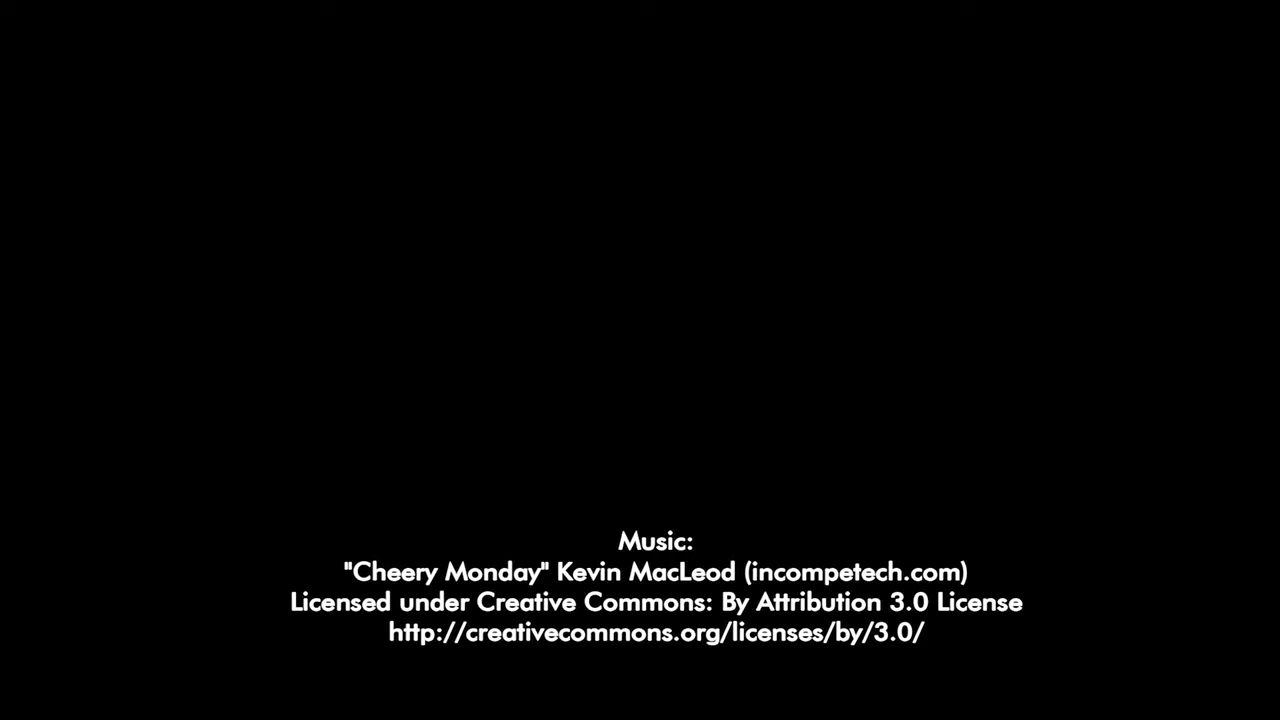 Music:
"Cheery Monday" Kevin MacLeod (incompetech.com)
Licensed under Creative Commons: By Attribution 3.0 License
http://creativecommons.org/licenses/by/3.0/